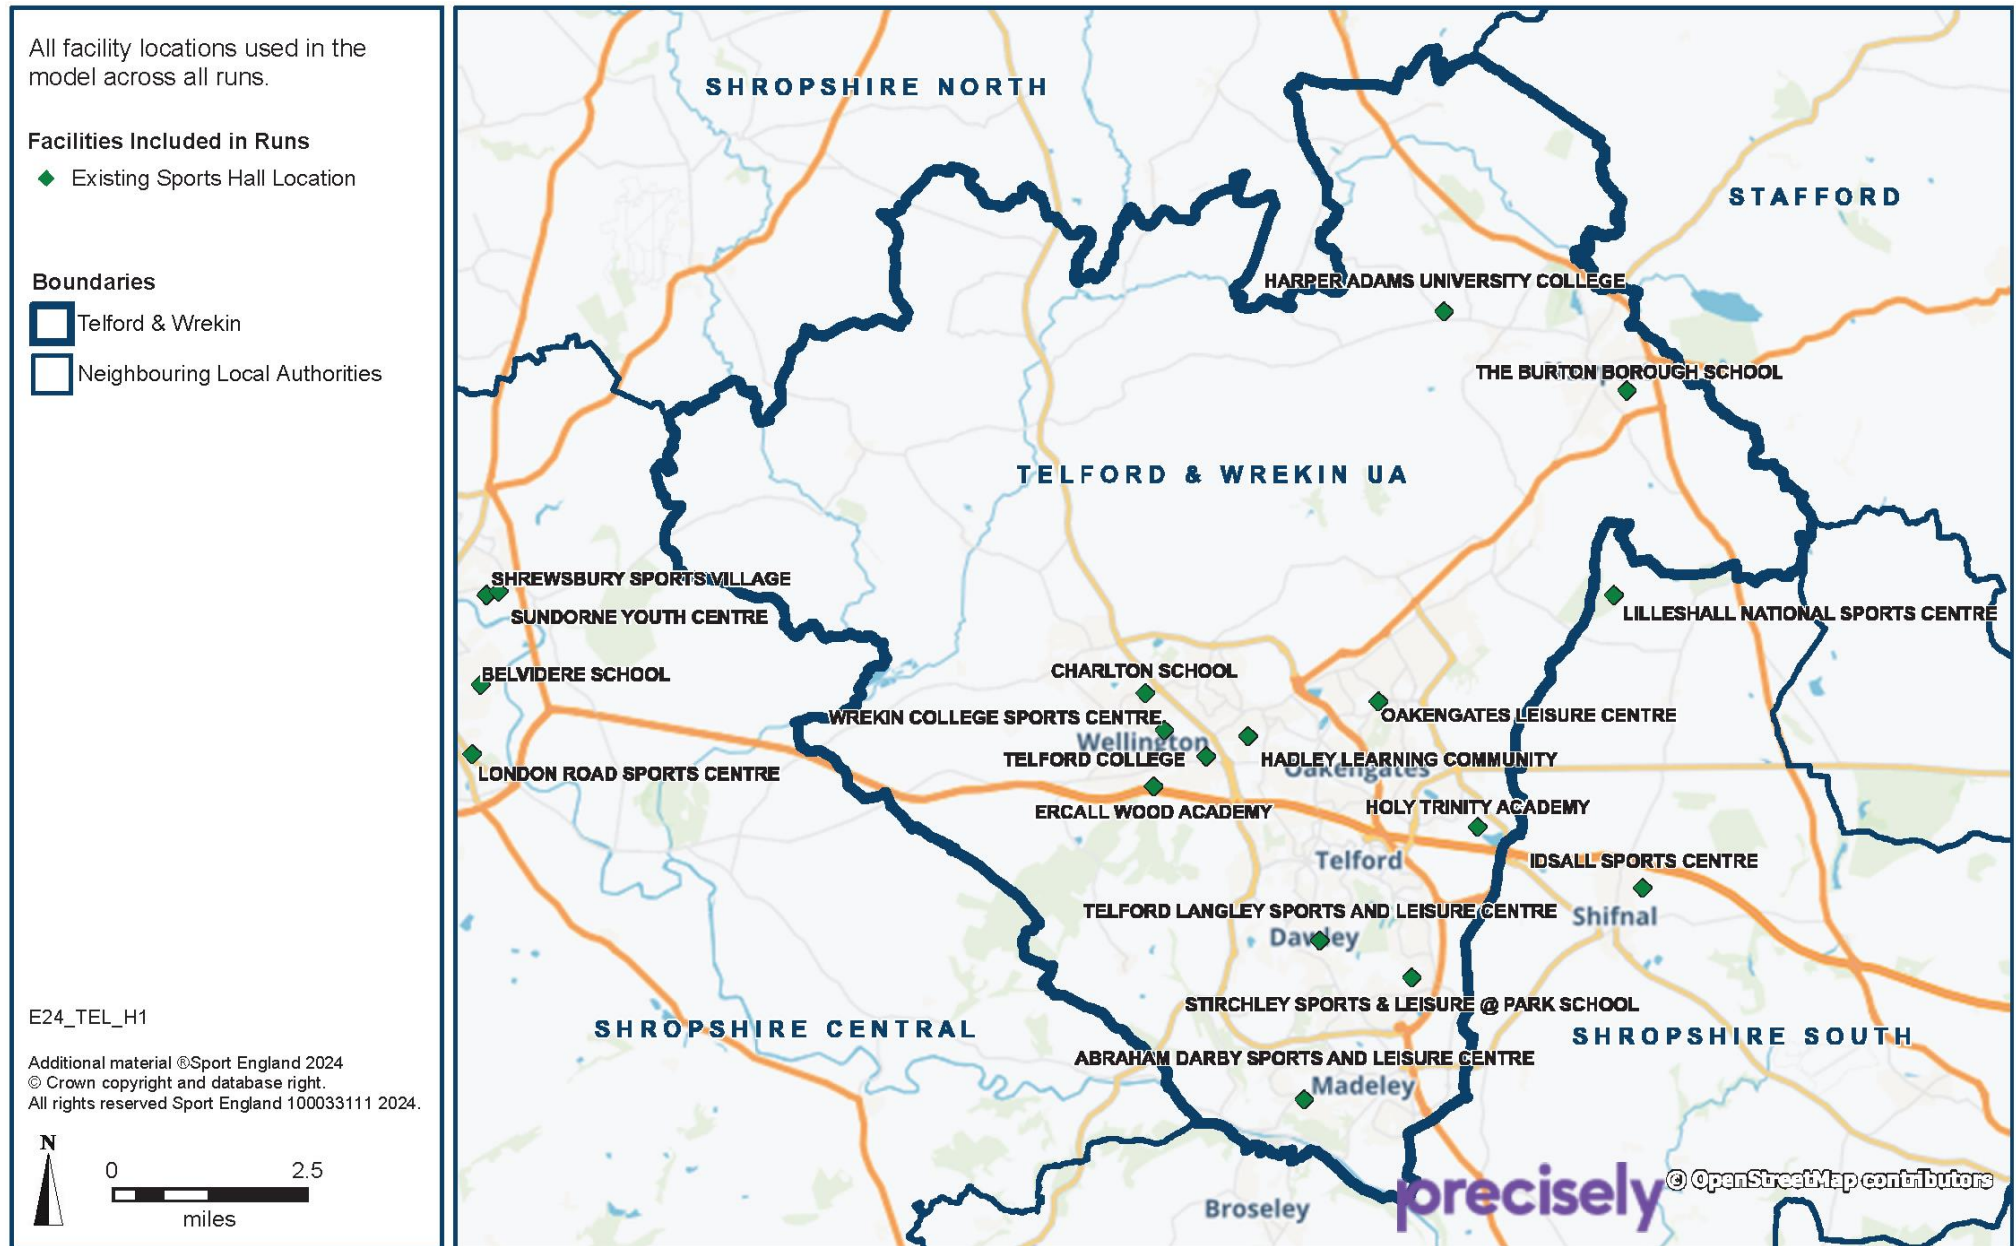 All facility locations used in the
model across all runs.
Facilities Included in Runs
Existing Sports Hall Location
Boundaries
Telford & Wrekin
Neighbouring Local Authorities
E24_TEL_H1
Additional material ®Sport England 2024
© Crown copyright and database right.
All rights reserved Sport England 100033111 2024.
N
0 2.5
miles
SHROPSHIRE NORTH
STAFFORD
HARPER ADAMS UNIVERSITY COLLEGE
THE BURTON BOROUGH SCHOOL
TELFORD & WREKIN UA
SHREWSBURY SPORTS VILLAGE
SUNDORNE YOUTH CENTRE
LILLESHALL NATIONAL SPORTS CENTRE
BELVIDERE SCHOOL
CHARLTON SCHOOL
WREKIN COLLEGE SPORTS CENTRE
OAKENGATES LEISURE CENTRE
Wellington
TELFORD COLLEGE
HADLEY LEARNING COMMUNITY
Oakengates
LONDON ROAD SPORTS CENTRE
ERCALL WOOD ACADEMY
HOLY TRINITY ACADEMY
Telford
IDSALL SPORTS CENTRE
TELFORD LANGLEY SPORTS AND LEISURE CENTRE
Shifnal
Dawley
STIRCHLEY SPORTS & LEISURE @ PARK SCHOOL
SHROPSHIRE CENTRAL
SHROPSHIRE SOUTH
ABRAHAM DARBY SPORTS AND LEISURE CENTRE
Madeley
Broseley
precisely
© OpenStreetMap contributors